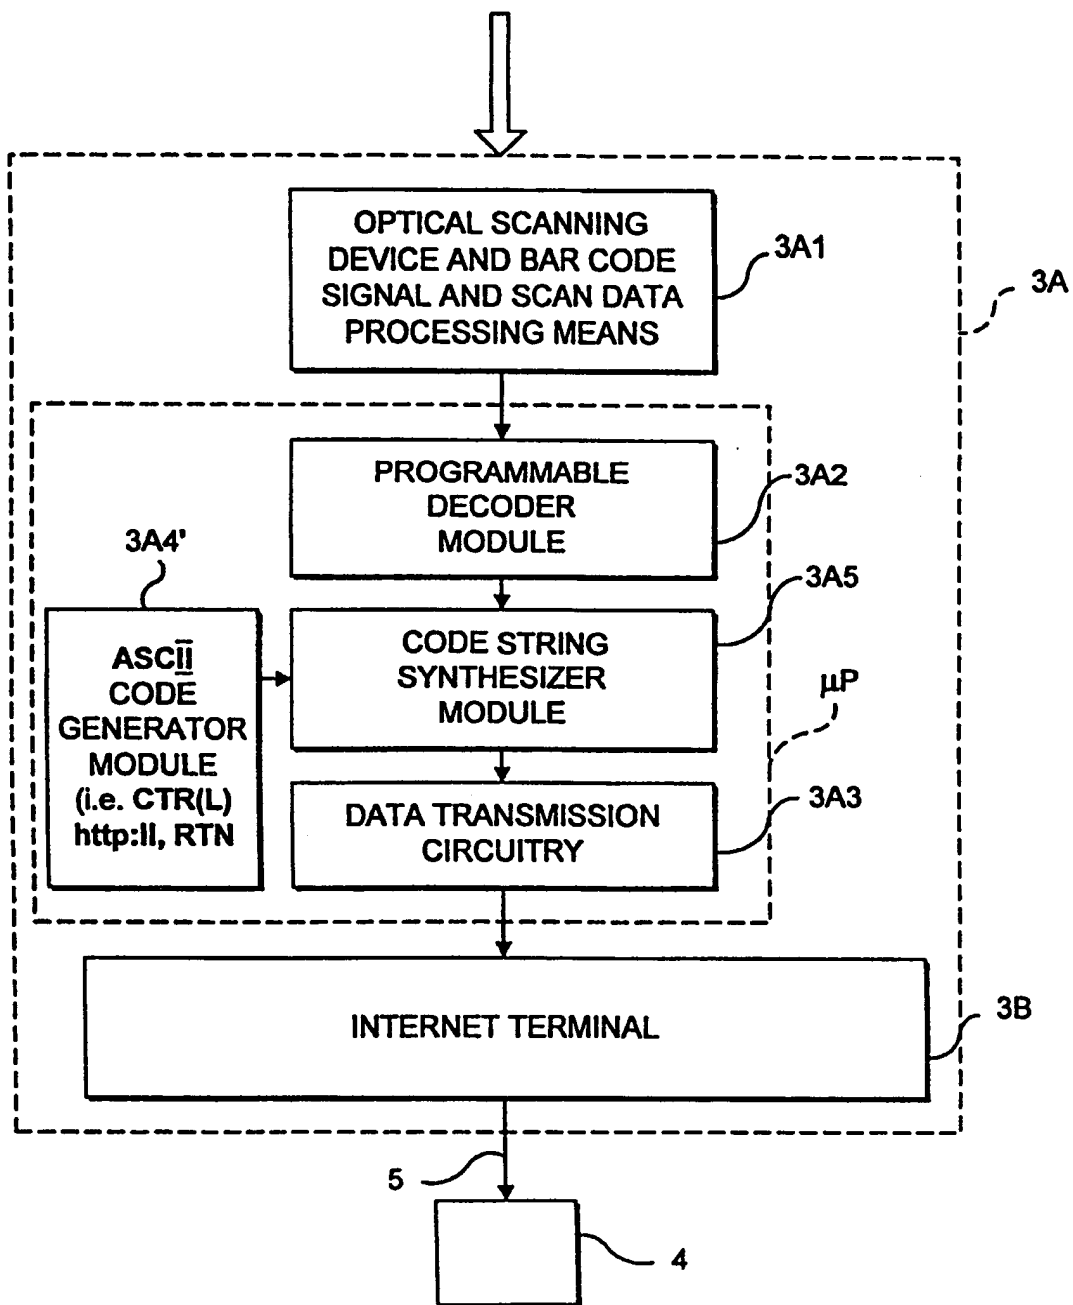 OPTICAL SCANNING
DEVICE AND BAR CODE
SIGNAL AND SCAN DATA
PROCESSING MEANS
3A1
3A
PROGRAMMABLE
DECODER
MODULE
3A2
3A4'
3A5
ASCII
CODE
GENERATOR
MODULE
(i.e. CTR(L)
http:II, RTN
CODE STRING
SYNTHESIZER
MODULE
µP
3A3
DATA TRANSMISSION
CIRCUITRY
INTERNET TERMINAL
3B
5
4